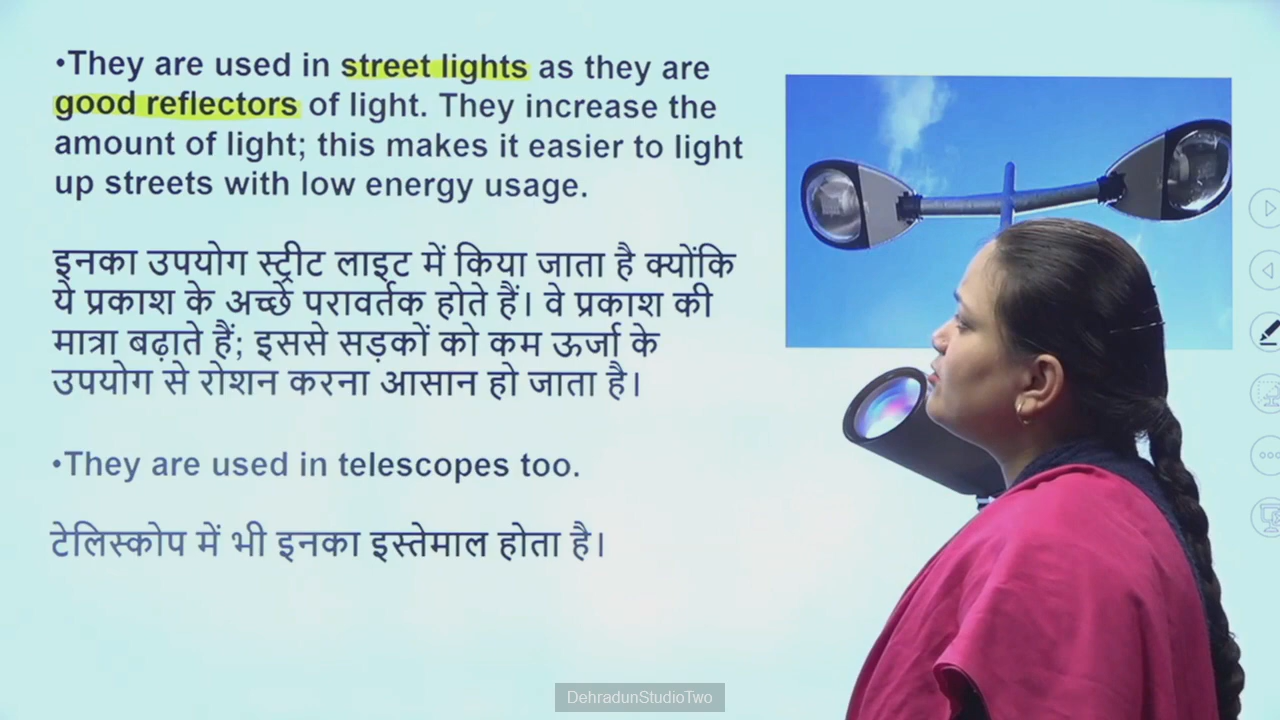 •They are used in street lights as they are
good reflectors of light. They increase the
amount of light; this makes it easier to light
up streets with low energy usage.
इनका उपयोग स्ट्रीट लाइट में किया जाता है क्योंकि
ये प्रकाश के अच्छे परावर्तक होते हैं। वे प्रकाश की
मात्रा बढ़ाते हैं; इससे सड़कों को कम ऊर्जा के
उपयोग से रोशन करना आसान हो जाता है।
•They are used in telescopes too.
टेलिस्कोप में भी इनका इस्तेमाल होता है।
DehradunStudioTwo